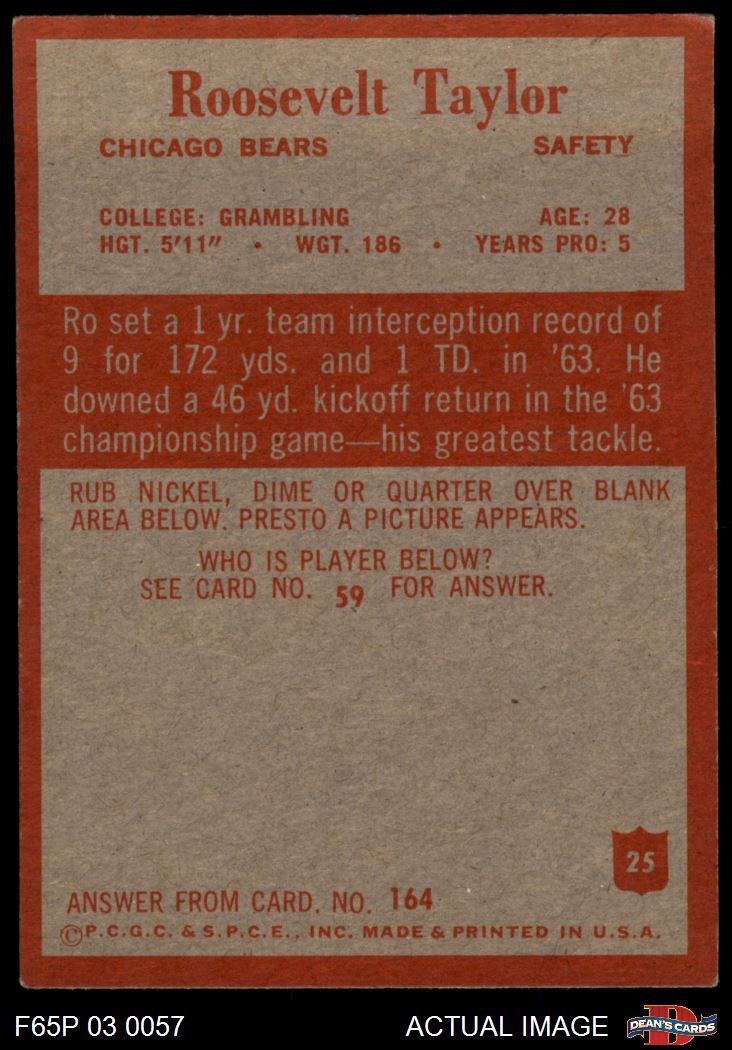 Roosevelt Taylor
CHICAGO BEARS SAFETY
COLLEGE: GRAMBLING AGE: 28
HGT. 5'11" • WGT. 186 • YEARS PRO: 5
Ro set a 1 yr. team interception record of
9 for 172 yds. and 1 TD. in '63. He
downed a 46 yd. kickoff return in the '63
championship game—his greatest tackle.
RUB NICKEL, DIME OR QUARTER OVER BLANK
AREA BELOW. PRESTO A PICTURE APPEARS.
WHO IS PLAYER BELOW?
SEE CARD NO. 59 FOR ANSWER.
25
ANSWER FROM CARD. NO. 164
©P.C.G.C. & S.P.C.E., INC. MADE & PRINTED IN U.S.A.
F65P 03 0057 ACTUAL IMAGE D DEAN'S CARDS